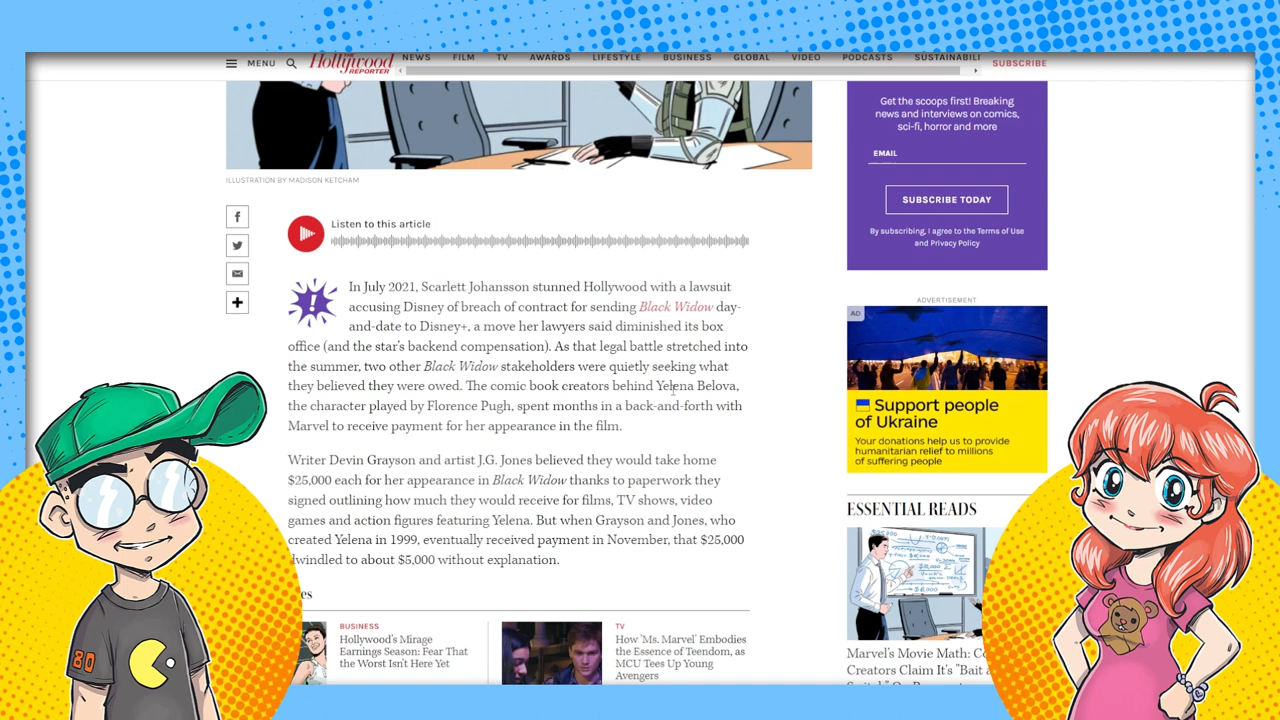 MENU
The Hollywood REPORTER
NEWS FILM TV AWARDS LIFESTYLE BUSINESS GLOBAL VIDEO PODCASTS SUSTAINABILI
SUBSCRIBE
ILLUSTRATION BY MADISON KETCHAM
Listen to this article
In July 2021, Scarlett Johansson stunned Hollywood with a lawsuit
accusing Disney of breach of contract for sending Black Widow day-
and-date to Disney+, a move her lawyers said diminished its box
office (and the star's backend compensation). As that legal battle stretched into
the summer, two other Black Widow stakeholders were quietly seeking what
they believed they were owed. The comic book creators behind Yelena Belova,
the character played by Florence Pugh, spent months in a back-and-forth with
Marvel to receive payment for her appearance in the film.
Writer Devin Grayson and artist J.G. Jones believed they would take home
$25,000 each for her appearance in Black Widow thanks to paperwork they
signed outlining how much they would receive for films, TV shows, video
games and action figures featuring Yelena. But when Grayson and Jones, who
created Yelena in 1999, eventually received payment in November, that $25,000
dwindled to about $5,000 without explanation.
BUSINESS
Hollywood's Mirage
Earnings Season: Fear That
the Worst Isn't Here Yet
TV
How 'Ms. Marvel' Embodies
the Essence of Teendom, as
MCU Tees Up Young
Avengers
Get the scoops first! Breaking
news and interviews on comics,
sci-fi, horror and more
EMAIL
SUBSCRIBE TODAY
By subscribing, I agree to the Terms of Use
and Privacy Policy
ADVERTISEMENT
AD
Support people
of Ukraine
Your donations help us to provide
humanitarian relief to millions
of suffering people
ESSENTIAL READS
$25,000
Marvel's Movie Math:
Creators Claim It's "Bait
80